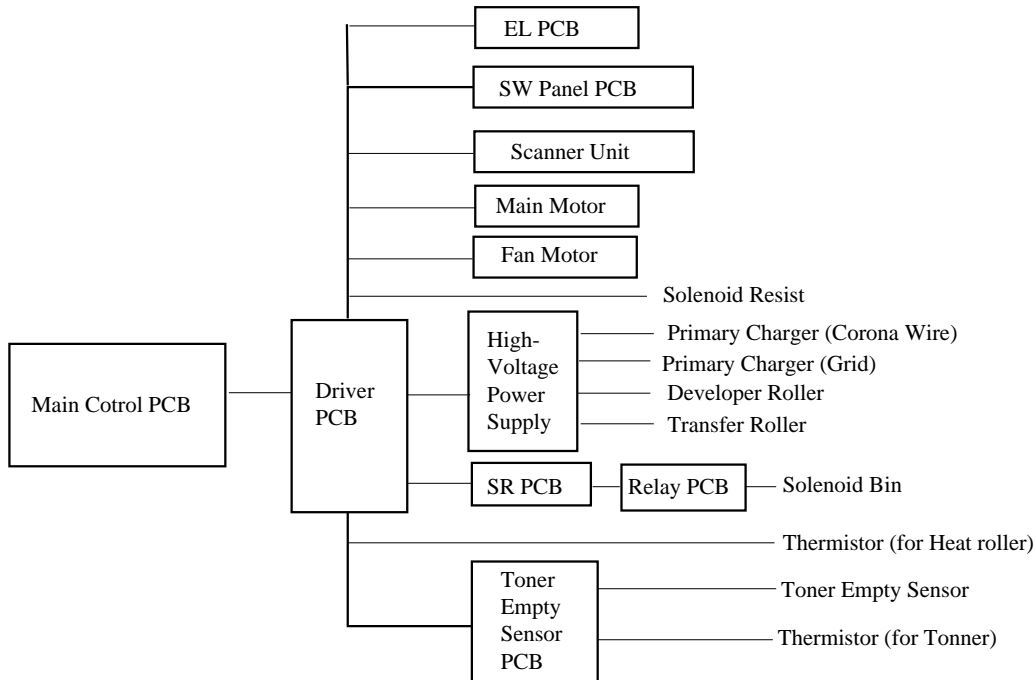 EL PCB
SW Panel PCB
Scanner Unit
Main Motor
Fan Motor
Solenoid Resist
Main Cotrol PCB
Driver
PCB
High-
Voltage
Power
Supply
Primary Charger (Corona Wire)
Primary Charger (Grid)
Developer Roller
Transfer Roller
SR PCB
Relay PCB
Solenoid Bin
Thermistor (for Heat roller)
Toner
Empty
Sensor
PCB
Toner Empty Sensor
Thermistor (for Tonner)